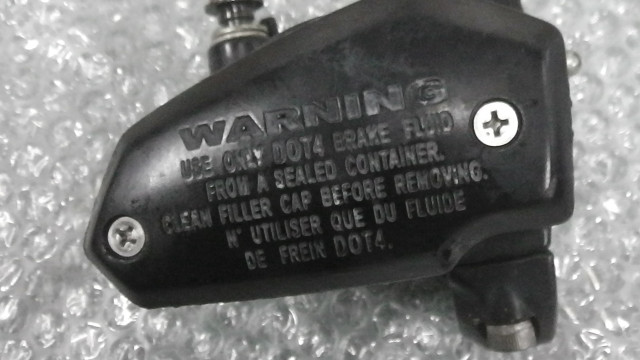 WARNING
USE ONLY DOT4 BRAKE FLUID
FROM A SEALED CONTAINER.
CLEAN FILLER CAP BEFORE REMOVING.
N' UTILISER QUE DU FLUIDE
DE FREIN DOT4.